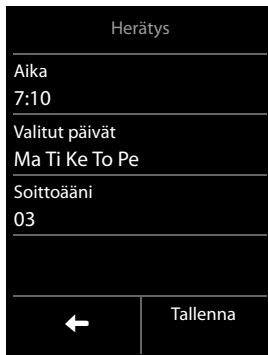 Herätys
Aika
7:10
Valitut päivät
Ma Ti Ke To Pe
Soittoääni
03
Tallenna